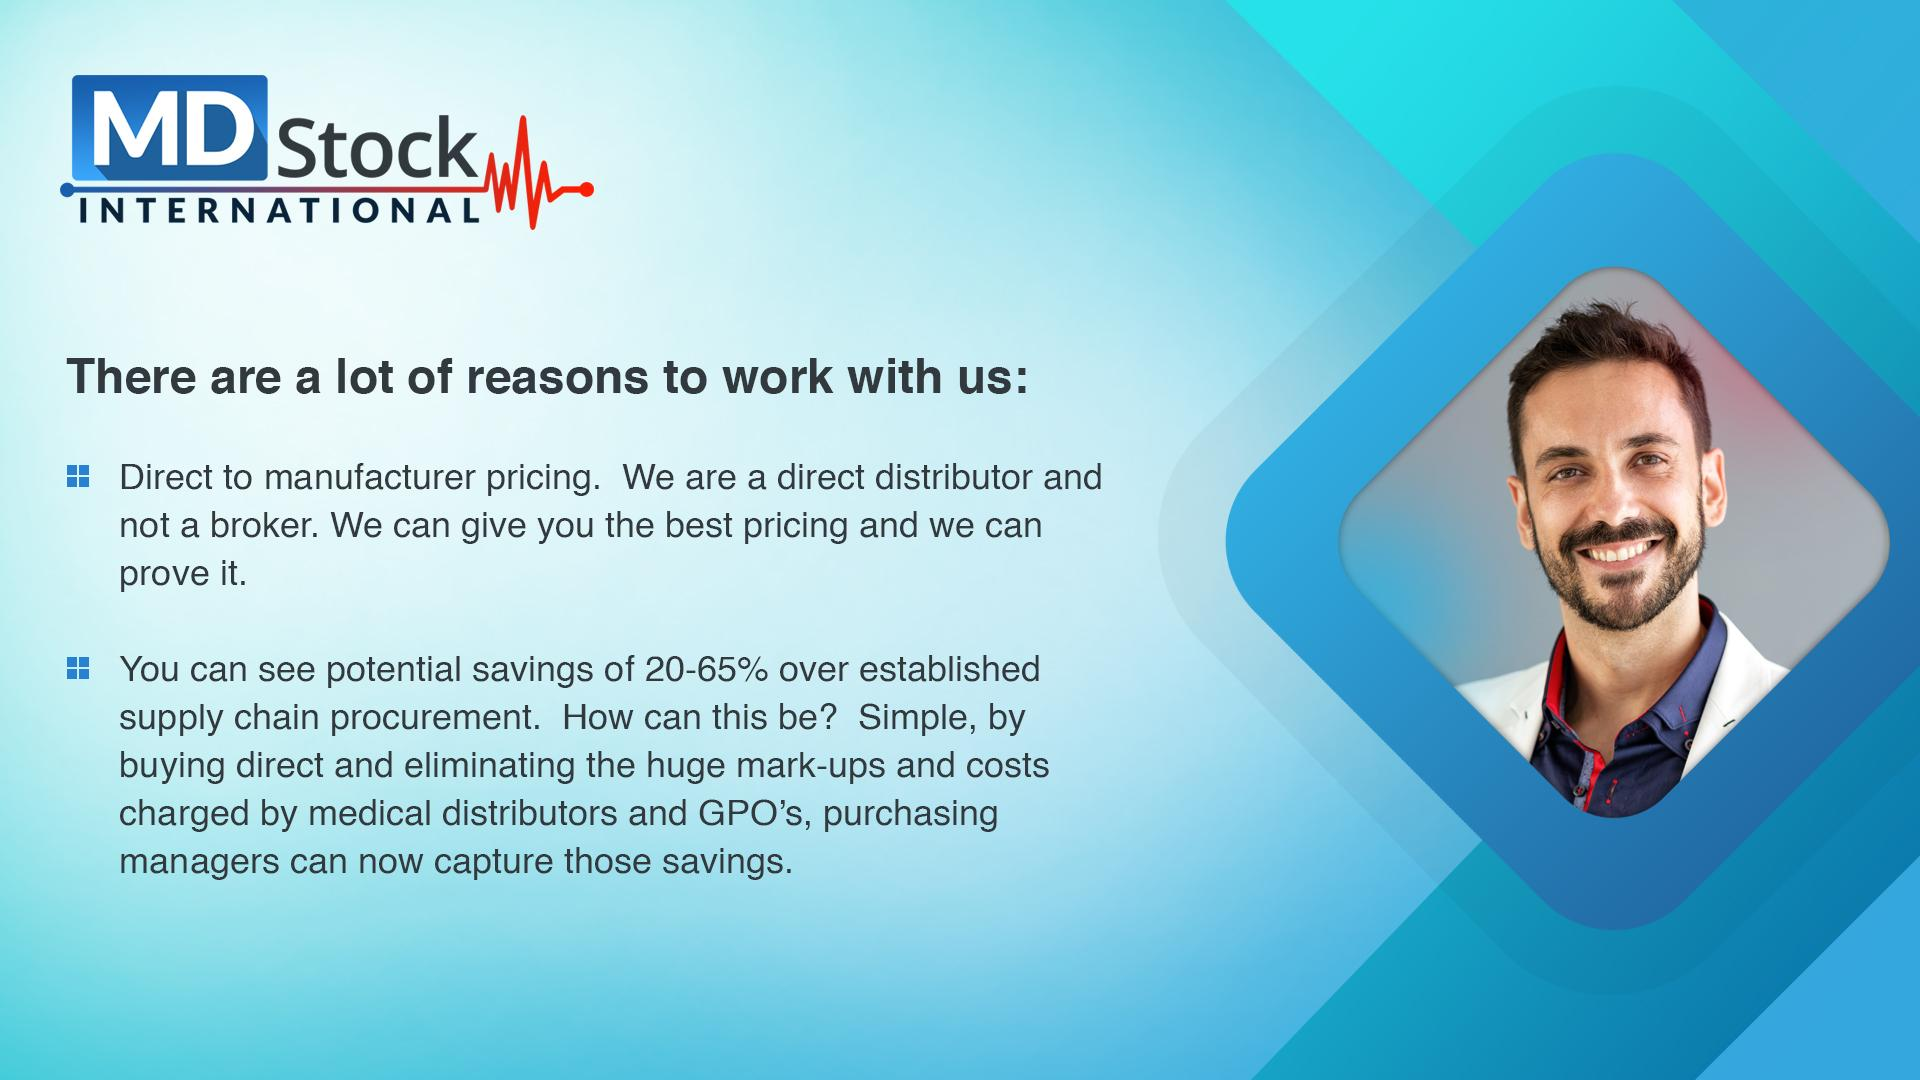 MD Stock
INTERNATIONAL
There are a lot of reasons to work with us:
Direct to manufacturer pricing.  We are a direct distributor and
not a broker. We can give you the best pricing and we can
prove it.
You can see potential savings of 20-65% over established
supply chain procurement.  How can this be?  Simple, by
buying direct and eliminating the huge mark-ups and costs
charged by medical distributors and GPO’s, purchasing
managers can now capture those savings.